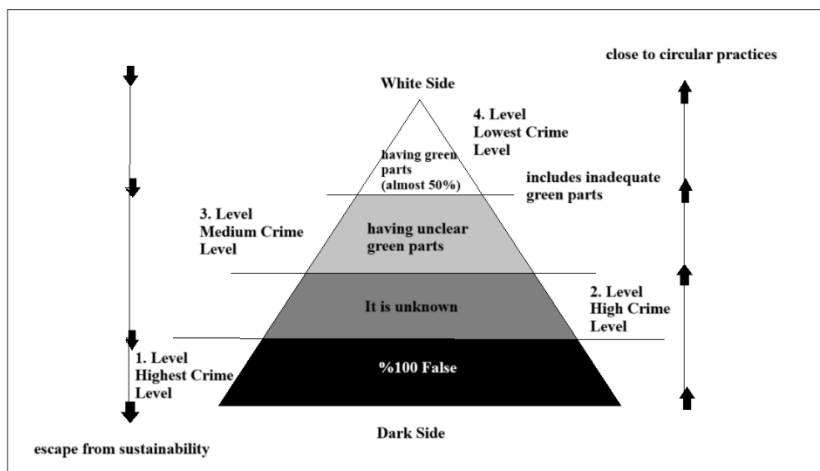 close to circular practices
White Side
4. Level
Lowest Crime
Level
having green
parts
(almost 50%)
includes inadequate
green parts
3. Level
Medium Crime
Level
having unclear
green parts
It is unknown
2. Level
High Crime
Level
1. Level
Highest Crime
Level
%100 False
Dark Side
escape from sustainability